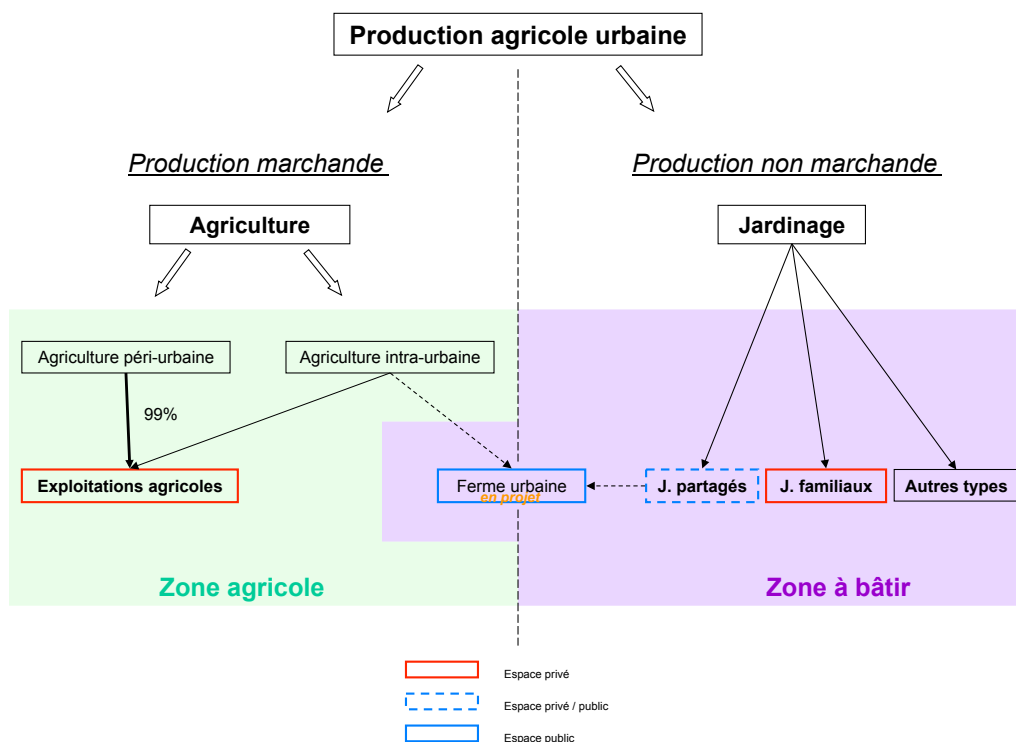 Production agricole urbaine
Production marchande
Production non marchande
Agriculture
Jardinage
Agriculture péri-urbaine
Agriculture intra-urbaine
99%
Exploitations agricoles
Ferme urbaine
en projet
J. partagés
J. familiaux
Autres types
Zone agricole
Zone à bâtir
Espace privé
Espace privé / public
Espace public